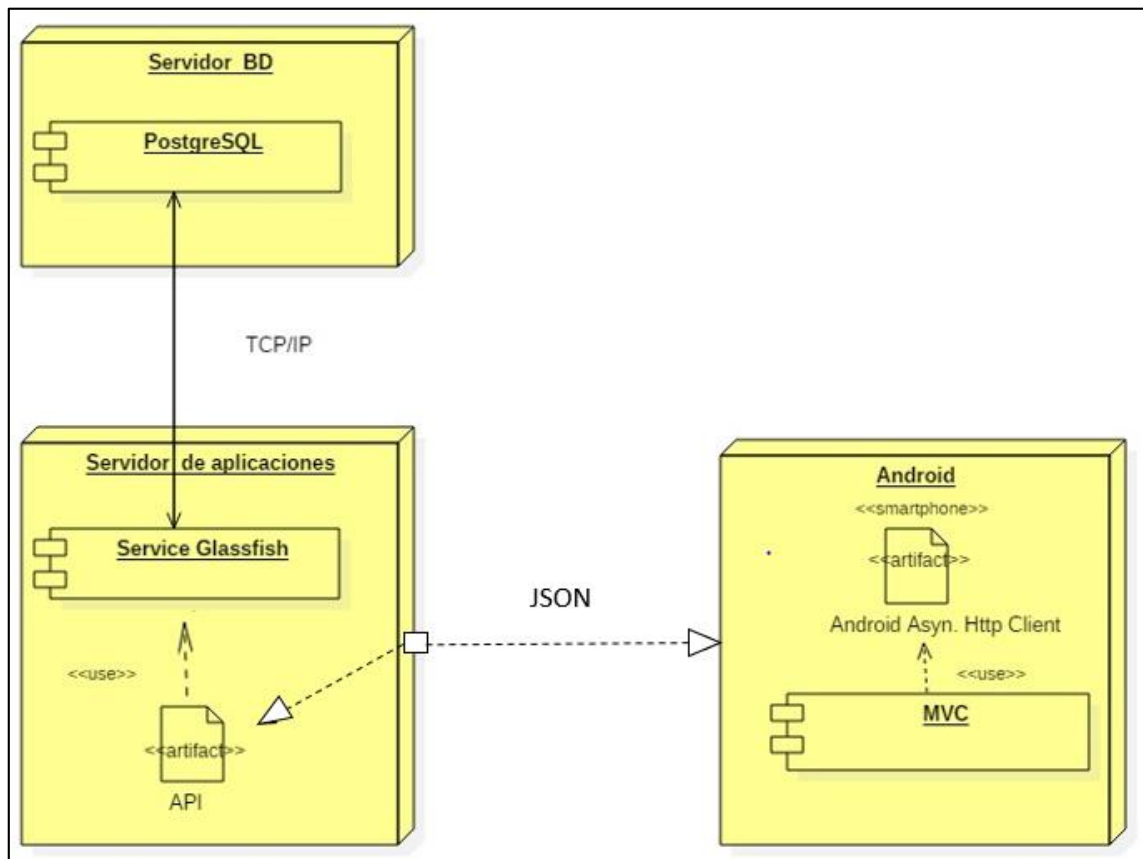 Servidor BD
PostgreSQL
TCP/IP
Servidor de aplicaciones
Service Glassfish
<<use>>
<<artifact>>
API
JSON
Android
<<smartphone>>
<<artifact>>
Android Asyn. Http Client
<<use>>
MVC